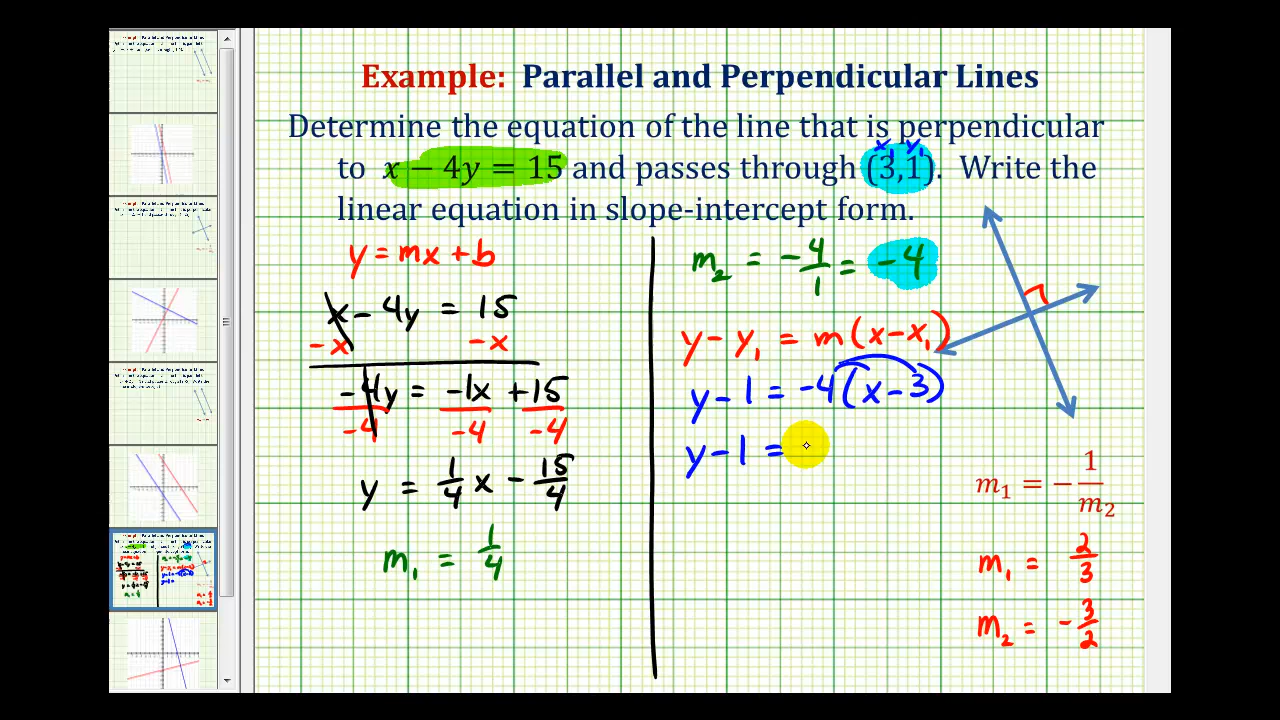 Example: Parallel and Perpendicular Lines
Determine the equation of the line that is perpendicular
to x − 4y = 15 and passes through (3,1). Write the
x₁ y₁
linear equation in slope-intercept form.
y = mx + b
x − 4y = 15
−x −x
−4y = −1x + 15
−4 −4 −4
y = 1/4 x − 15/4
m₁ = 1/4
m₂ = −4/1 = −4
y − y₁ = m(x − x₁)
y − 1 = −4(x − 3)
y − 1 =
m₁ = − 1/m₂
m₁ = 2/3
m₂ = −3/2